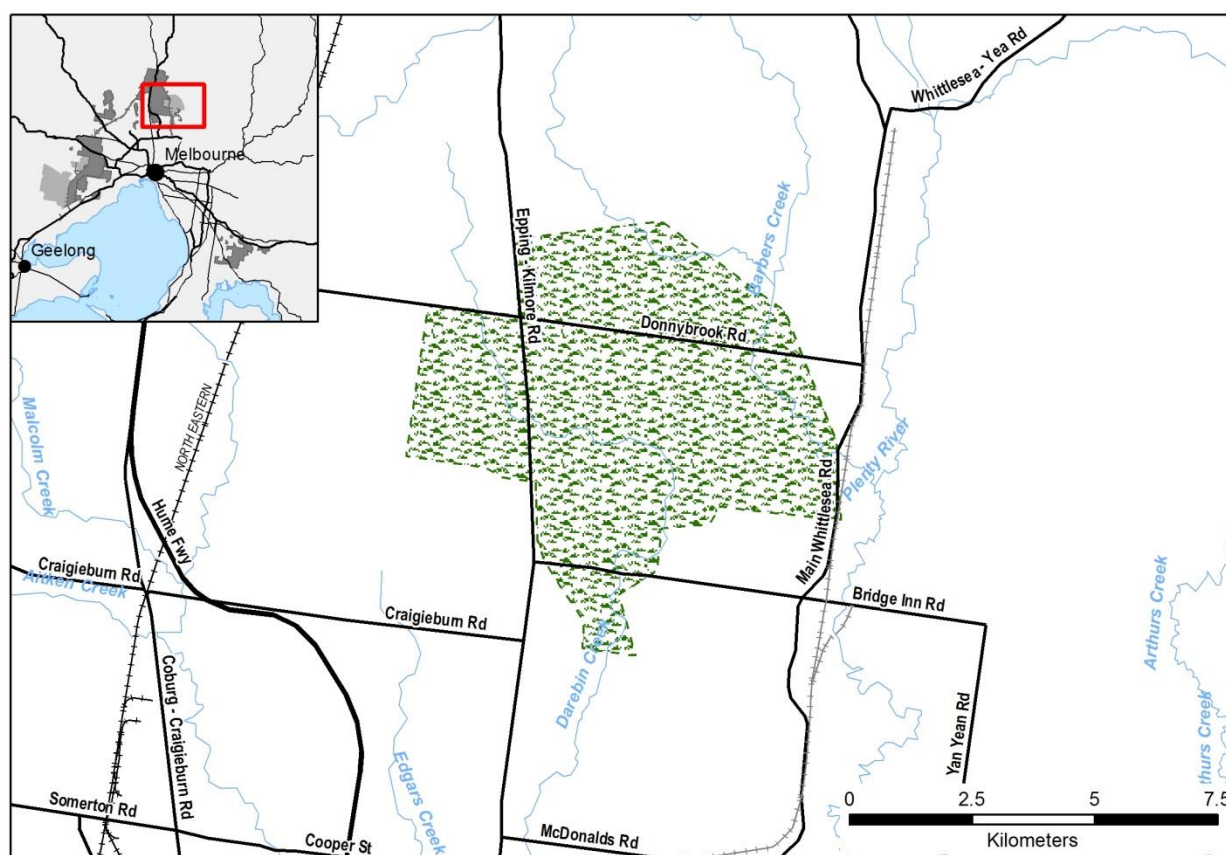 Whittlesea - Yea Rd
Melbourne
Geelong
Epping - Kilmore Rd
Barbers Creek
Donnybrook Rd
Malcolm Creek
NORTH EASTERN
Hume Fwy
Plenty River
Main Whittlesea Rd
Craigieburn Rd
Aitken Creek
Craigieburn Rd
Bridge Inn Rd
Darebin Creek
Arthurs Creek
Coburg - Craigieburn Rd
Edgars Creek
Yan Yean Rd
thurs Creek
Somerton Rd
Cooper St
McDonalds Rd
0 2.5 5 7.5
Kilometers